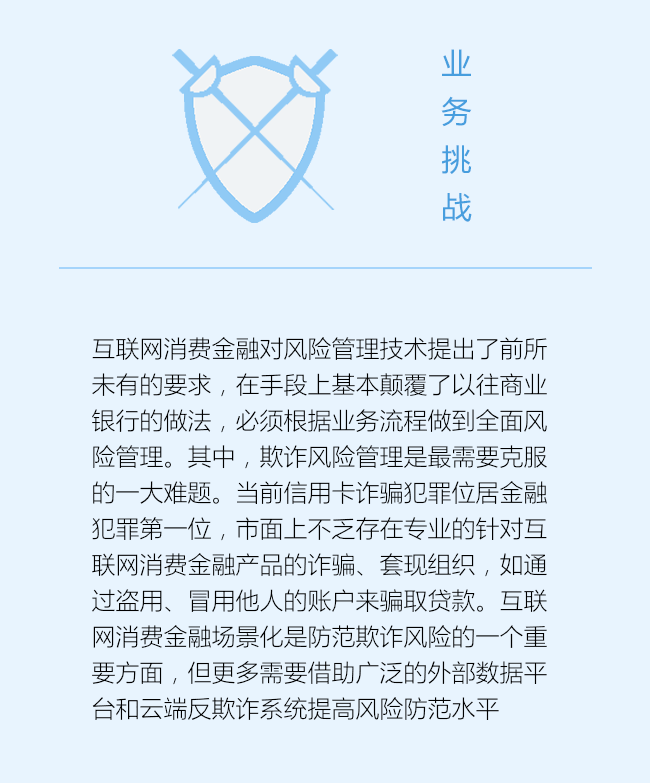 业务挑战
互联网消费金融对风险管理技术提出了前所
未有的要求，在手段上基本颠覆了以往商业
银行的做法，必须根据业务流程做到全面风
险管理。其中，欺诈风险管理是最需要克服
的一大难题。当前信用卡诈骗犯罪位居金融
犯罪第一位，市面上不乏存在专业的针对互
联网消费金融产品的诈骗、套现组织，如通
过盗用、冒用他人的账户来骗取贷款。互联
网消费金融场景化是防范欺诈风险的一个重
要方面，但更多需要借助广泛的外部数据平
台和云端反欺诈系统提高风险防范水平